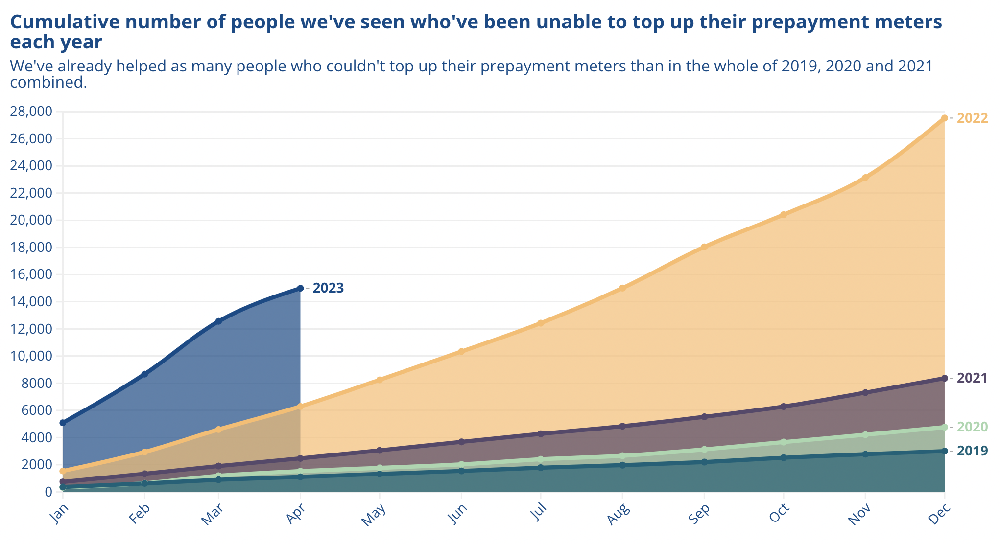 Cumulative number of people we've seen who've been unable to top up their prepayment meters
each year
We've already helped as many people who couldn't top up their prepayment meters than in the whole of 2019, 2020 and 2021
combined.
28,000
26,000
24,000
22,000
20,000
18,000
16,000
14,000
12,000
10,000
8000
6000
4000
2000
0
2022
2023
2021
2020
2019
Jan
Feb
Mar
Apr
May
Jun
Jul
Aug
Sep
Oct
Nov
Dec